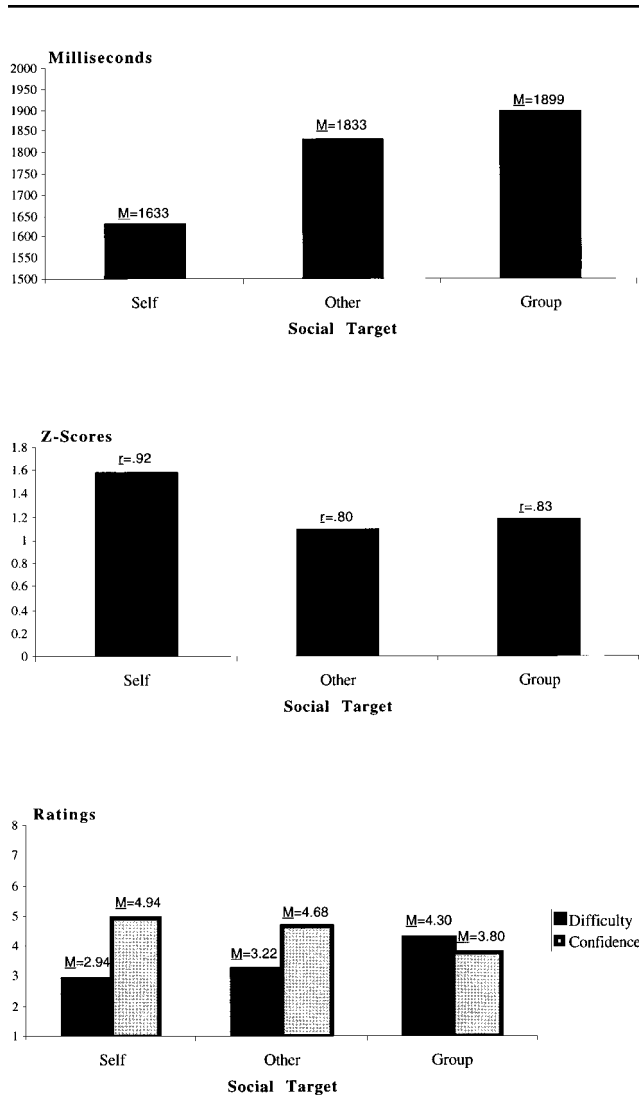 Milliseconds
2000
1950
1900
1850
1800
1750
1700
1650
1600
1550
1500
M=1633
M=1833
M=1899
Self Other Group
Social Target
Z-Scores
1.8
1.6
1.4
1.2
1
0.8
0.6
0.4
0.2
0
r=.92
r=.80
r=.83
Self Other Group
Social Target
Ratings
8
7
6
5
4
3
2
1
M=2.94
M=4.94
M=3.22
M=4.68
M=4.30
M=3.80
Difficulty
Confidence
Self Other Group
Social Target